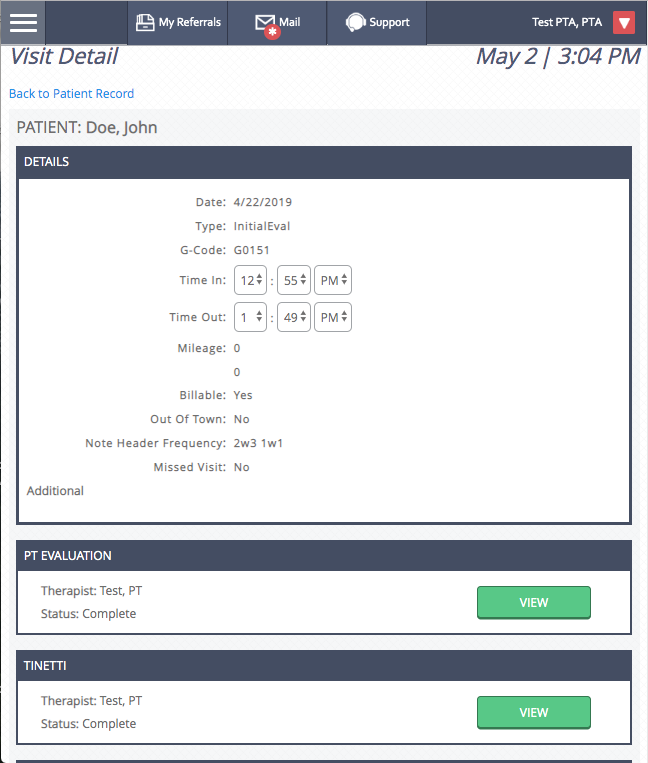 My Referrals Mail Support Test PTA, PTA
Visit Detail May 2 | 3:04 PM
Back to Patient Record
PATIENT: Doe, John
DETAILS
Date: 4/22/2019
Type: InitialEval
G-Code: G0151
Time In: 12 : 55 PM
Time Out: 1 : 49 PM
Mileage: 0
0
Billable: Yes
Out Of Town: No
Note Header Frequency: 2w3 1w1
Missed Visit: No
Additional
PT EVALUATION
Therapist: Test, PT
Status: Complete
VIEW
TINETTI
Therapist: Test, PT
Status: Complete
VIEW